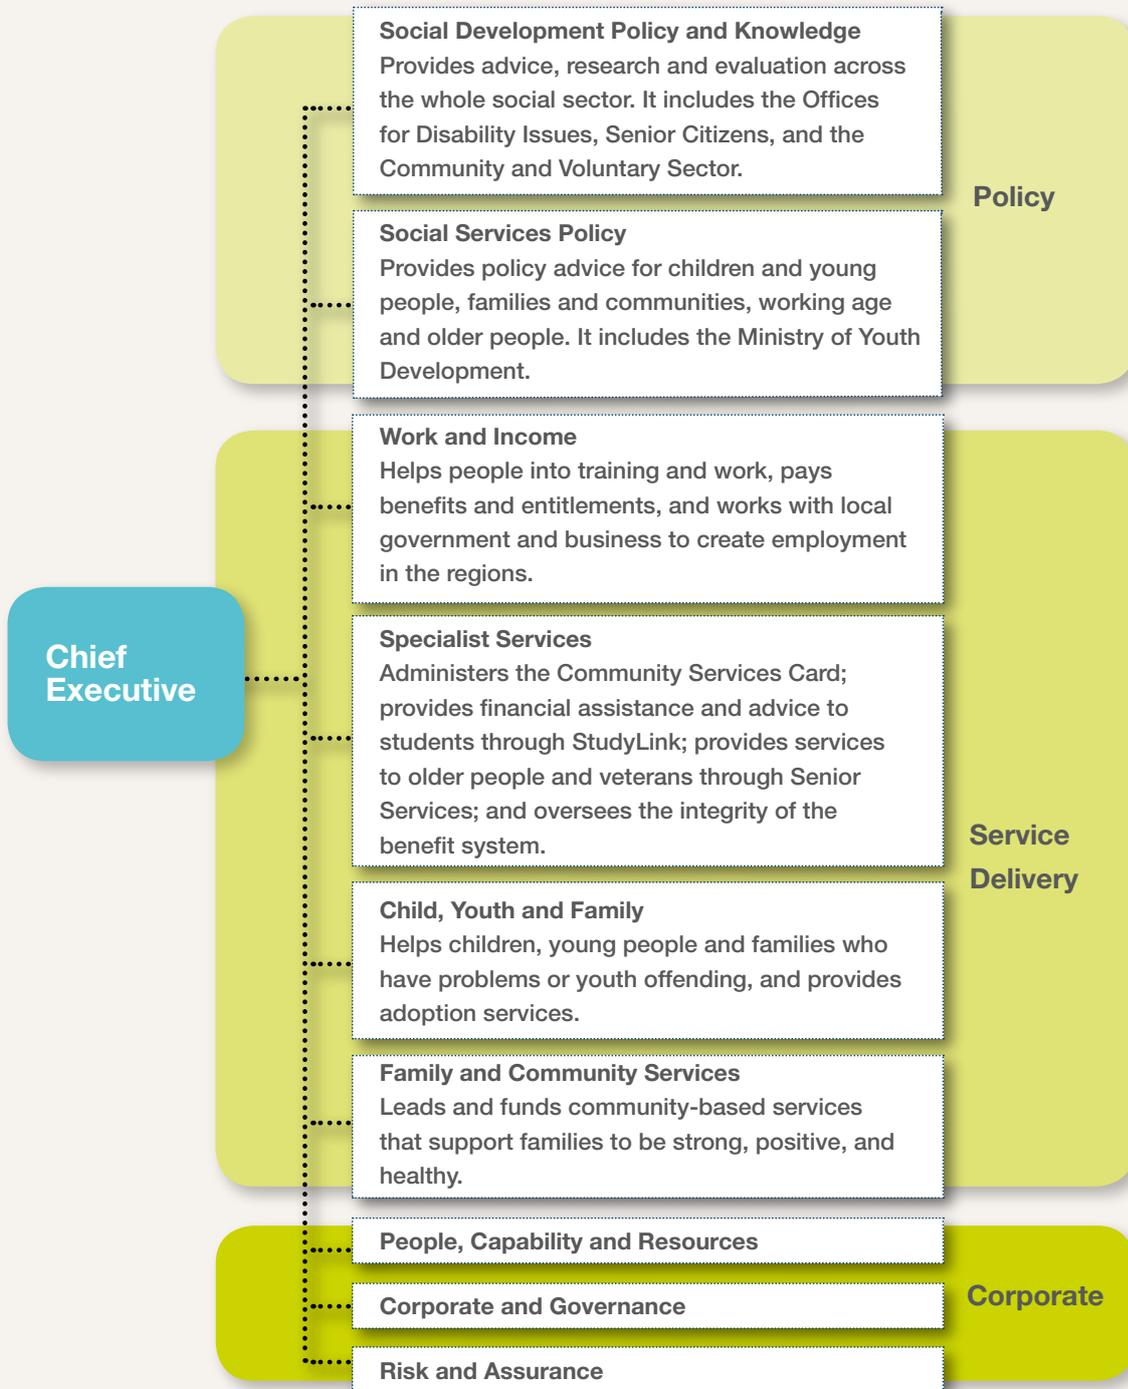 Social Development Policy and Knowledge
Provides advice, research and evaluation across
the whole social sector. It includes the Offices
for Disability Issues, Senior Citizens, and the
Community and Voluntary Sector.
Policy
Social Services Policy
Provides policy advice for children and young
people, families and communities, working age
and older people. It includes the Ministry of Youth
Development.
Work and Income
Helps people into training and work, pays
benefits and entitlements, and works with local
government and business to create employment
in the regions.
Chief
Executive
Specialist Services
Administers the Community Services Card;
provides financial assistance and advice to
students through StudyLink; provides services
to older people and veterans through Senior
Services; and oversees the integrity of the
benefit system.
Service
Delivery
Child, Youth and Family
Helps children, young people and families who
have problems or youth offending, and provides
adoption services.
Family and Community Services
Leads and funds community-based services
that support families to be strong, positive, and
healthy.
People, Capability and Resources
Corporate and Governance
Corporate
Risk and Assurance